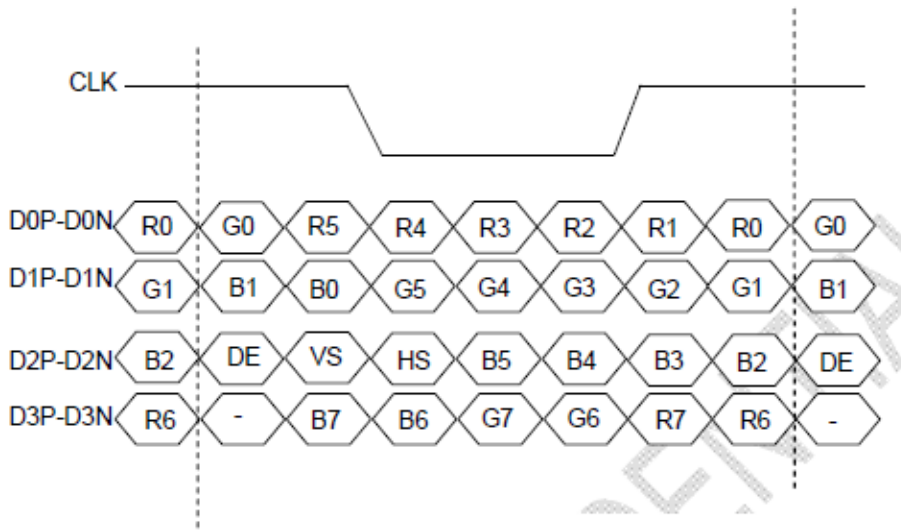 CLK
D0P-D0N R0 G0 R5 R4 R3 R2 R1 R0 G0
D1P-D1N G1 B1 B0 G5 G4 G3 G2 G1 B1
D2P-D2N B2 DE VS HS B5 B4 B3 B2 DE
D3P-D3N R6 - B7 B6 G7 G6 R7 R6 -